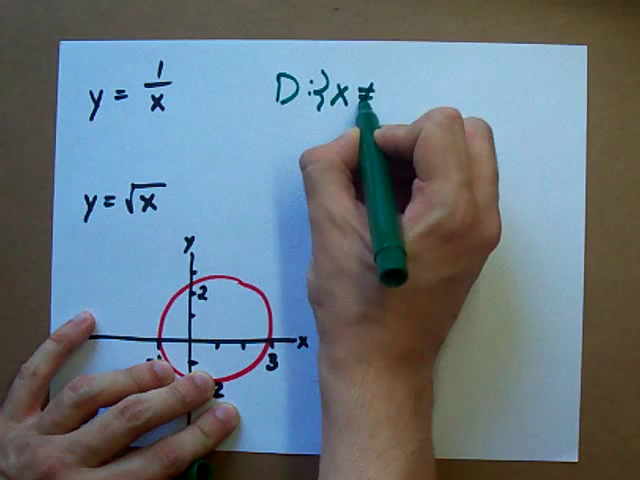 y = 1/x
D:{x ≠
y = √x
y
2
x
3
2